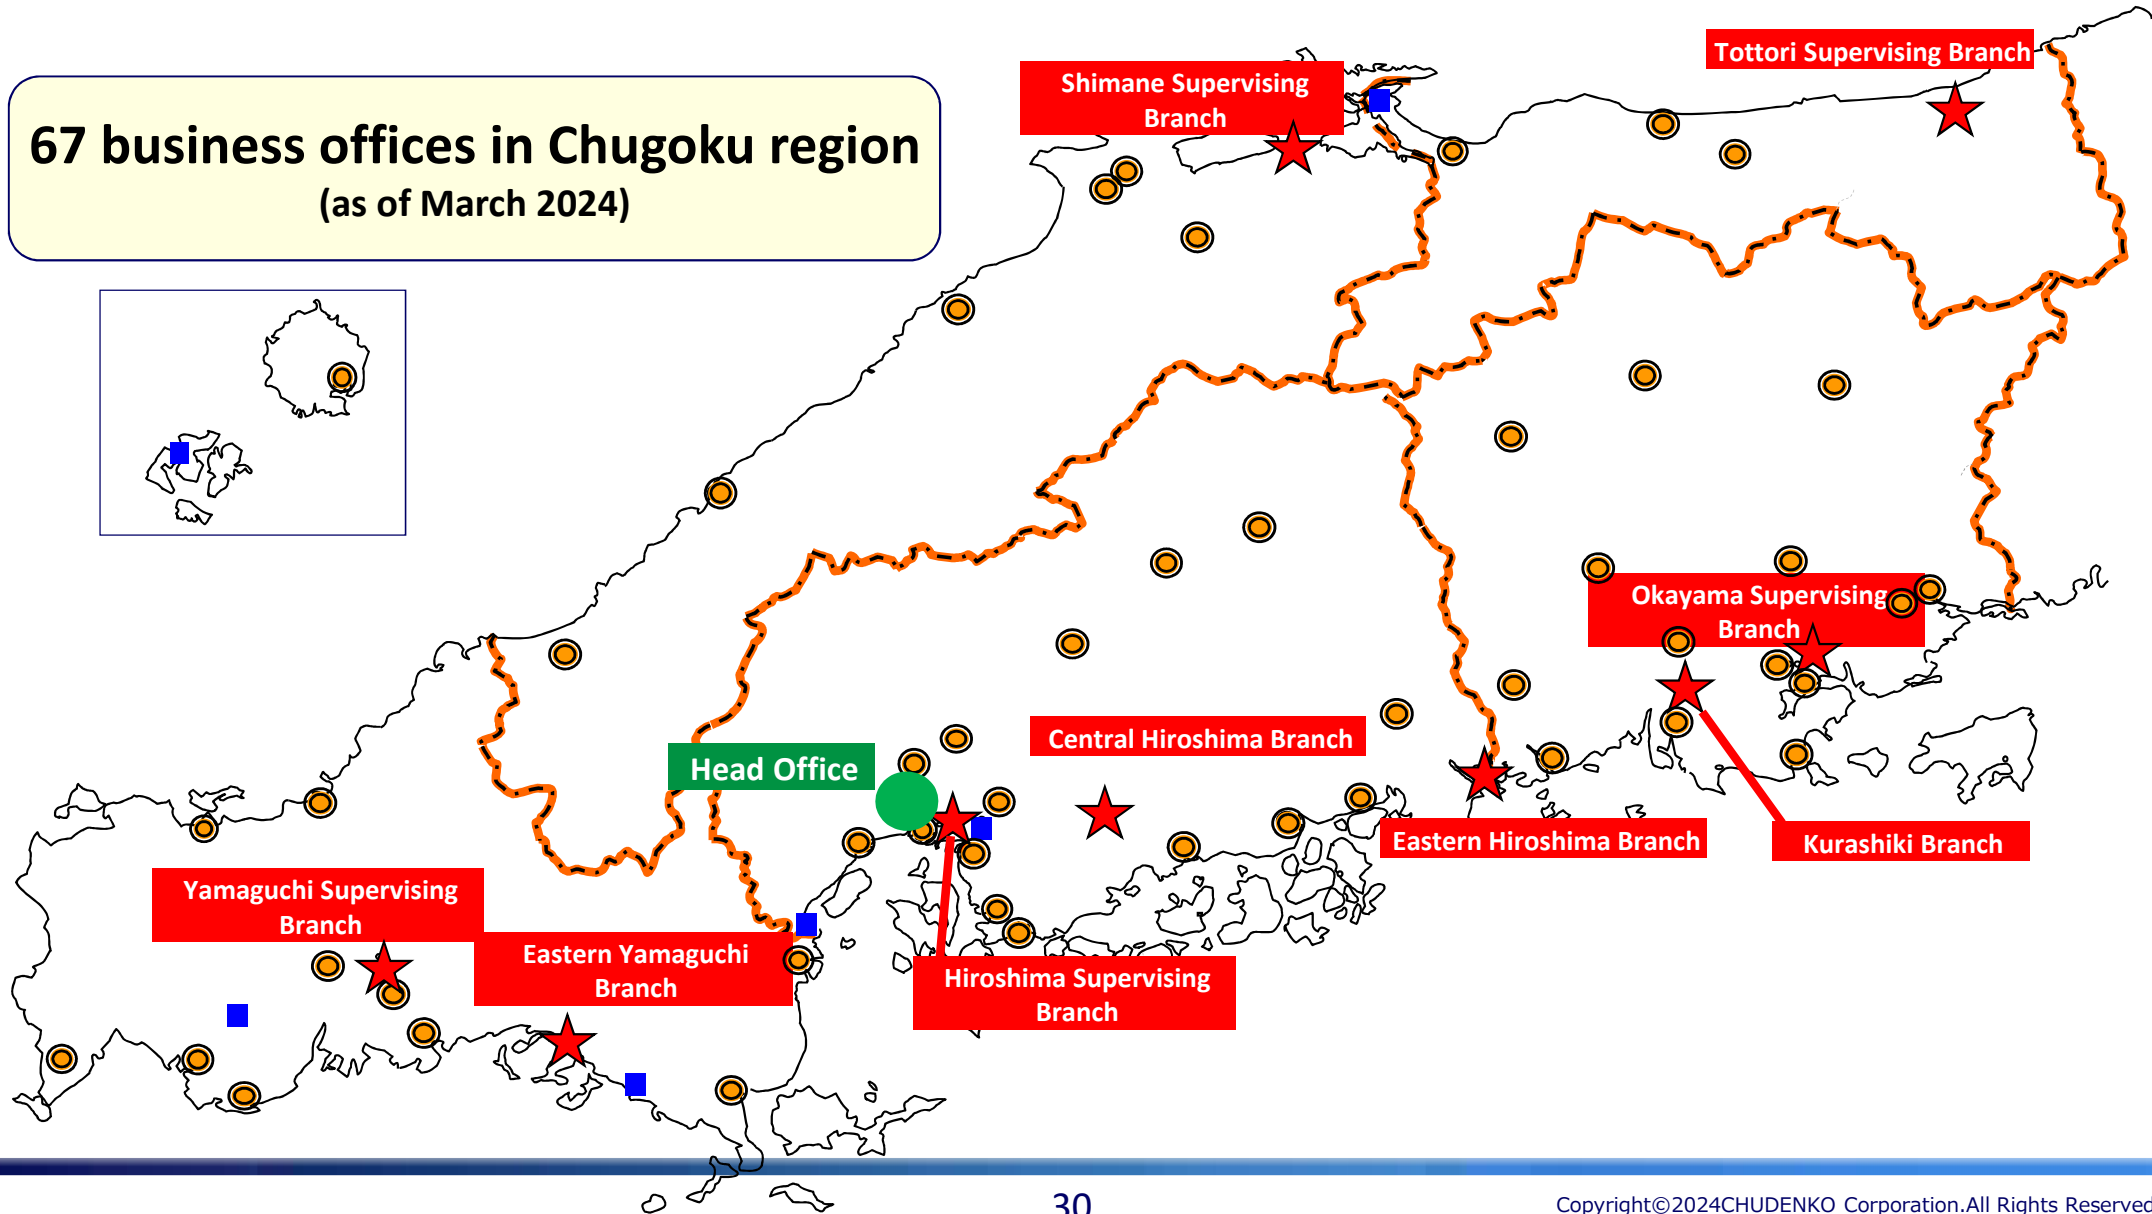 67 business offices in Chugoku region
(as of March 2024)
Shimane Supervising
Branch
Tottori Supervising Branch
Okayama Supervising
Branch
Central Hiroshima Branch
Head Office
Eastern Hiroshima Branch
Kurashiki Branch
Yamaguchi Supervising
Branch
Eastern Yamaguchi
Branch
Hiroshima Supervising
Branch
30
Copyright©2024CHUDENKO Corporation.All Rights Reserved